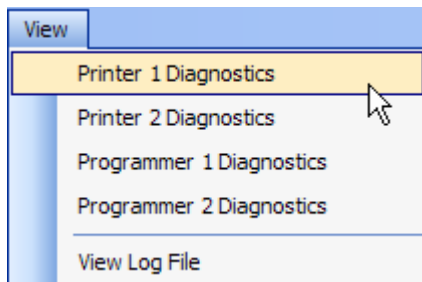 View
Printer 1 Diagnostics
Printer 2 Diagnostics
Programmer 1 Diagnostics
Programmer 2 Diagnostics
View Log File